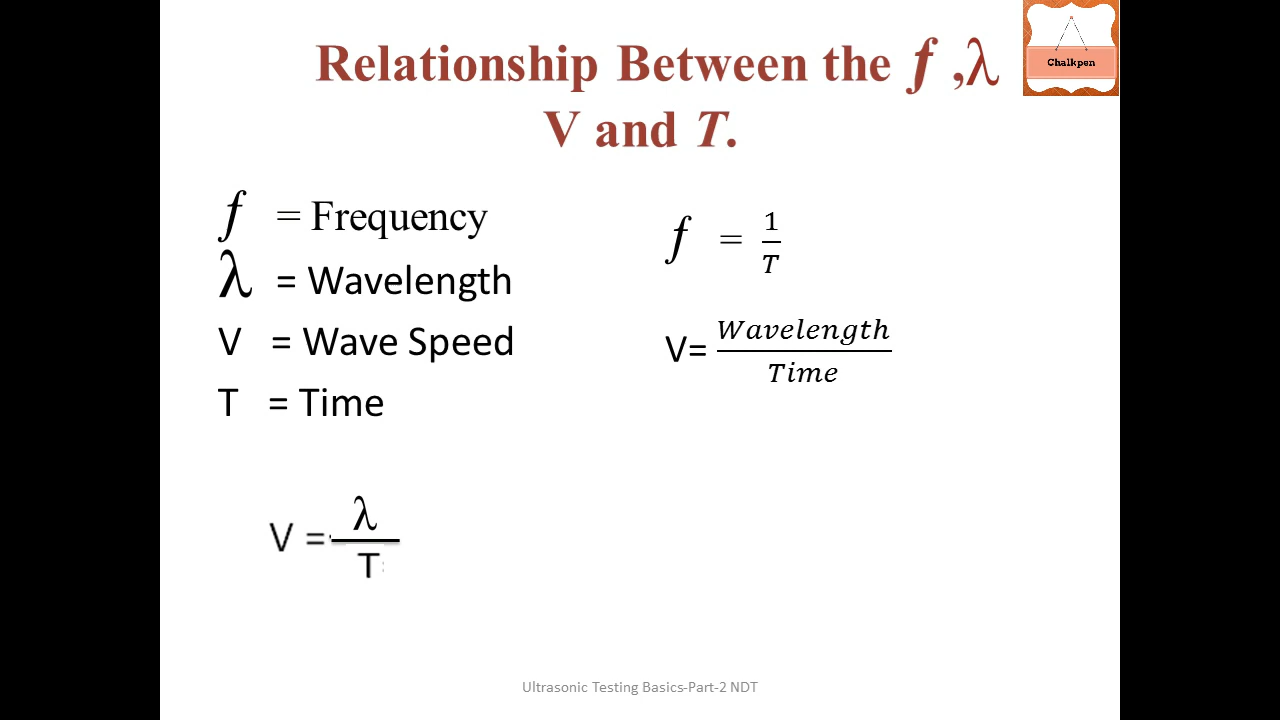 Relationship Between the f ,λ
V and T.
Chalkpen
f = Frequency
λ = Wavelength
V = Wave Speed
T = Time
f = 1/T
V= Wavelength/Time
V = λ/T
Ultrasonic Testing Basics-Part-2 NDT